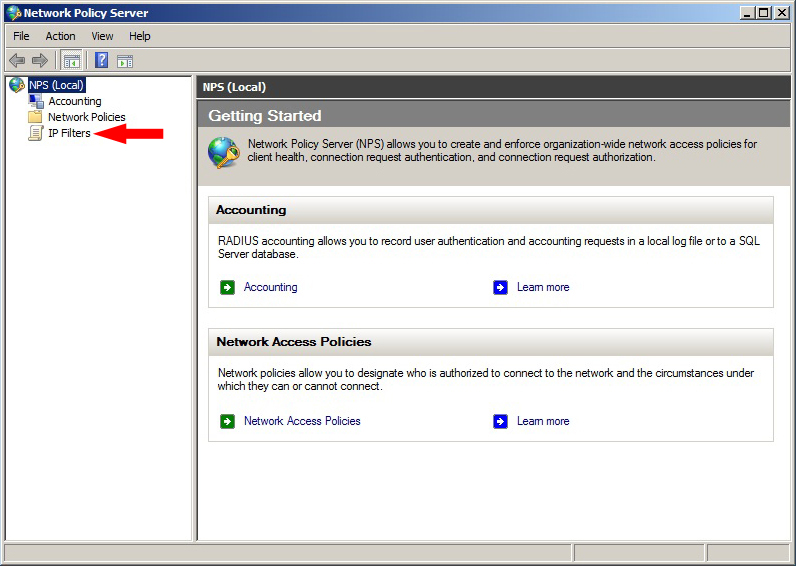 Network Policy Server
File Action View Help
NPS (Local)
Accounting
Network Policies
IP Filters
NPS (Local)
Getting Started
Network Policy Server (NPS) allows you to create and enforce organization-wide network access policies for
client health, connection request authentication, and connection request authorization.
Accounting
RADIUS accounting allows you to record user authentication and accounting requests in a local log file or to a SQL
Server database.
Accounting Learn more
Network Access Policies
Network policies allow you to designate who is authorized to connect to the network and the circumstances under
which they can or cannot connect.
Network Access Policies Learn more